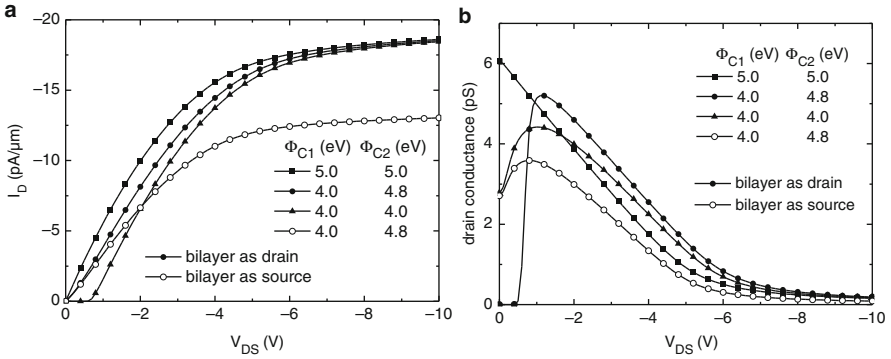 a
I_D (pA/μm)
−20
−15
−10
−5
0
0
−2
−4
−6
−8
−10
V_DS (V)
Φ_C1 (eV) Φ_C2 (eV)
5.0 5.0
4.0 4.8
4.0 4.0
4.0 4.8
bilayer as drain
bilayer as source
b
drain conductance (pS)
6
4
2
0
0
−2
−4
−6
−8
−10
V_DS (V)
Φ_C1 (eV) Φ_C2 (eV)
5.0 5.0
4.0 4.8
4.0 4.0
4.0 4.8
bilayer as drain
bilayer as source